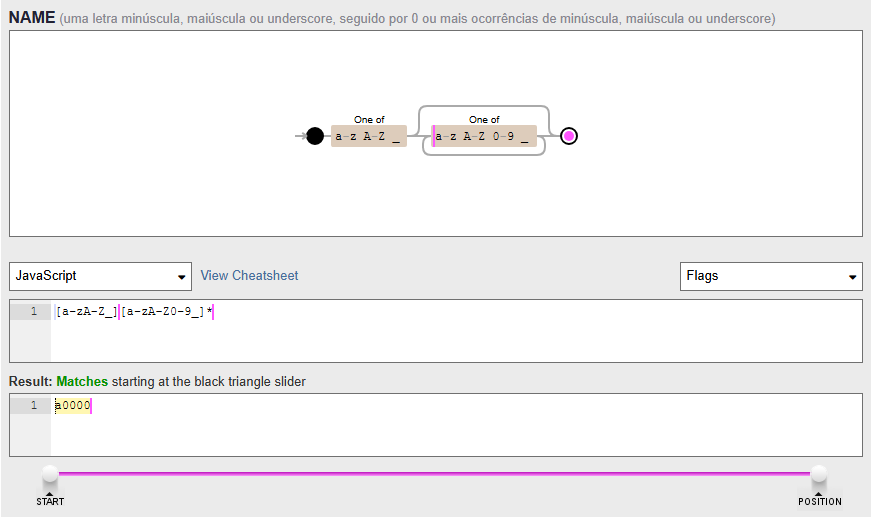 NAME (uma letra minúscula, maiúscula ou underscore, seguido por 0 ou mais ocorrências de minúscula, maiúscula ou underscore)
One of One of
a-z A-Z _ a-z A-Z 0-9 _
JavaScript View Cheatsheet Flags
1 [a-zA-Z_][a-zA-Z0-9_]*
Result: Matches starting at the black triangle slider
1 a0000
START POSITION